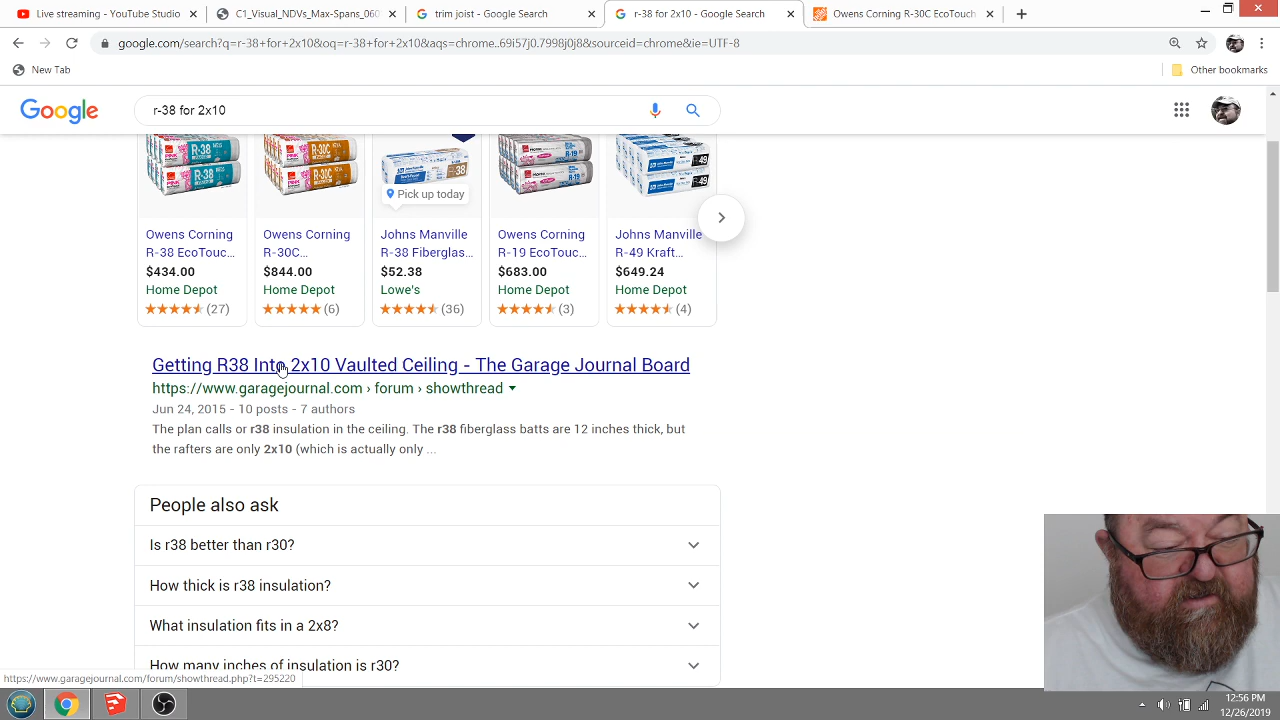 Live streaming - YouTube Studio
C1_Visual_NDVs_Max-Spans_060
trim joist - Google Search
r-38 for 2x10 - Google Search
Owens Corning R-30C EcoTouch
google.com/search?q=r-38+for+2x10&oq=r-38+for+2x10&aqs=chrome..69i57j0.7998j0j8&sourceid=chrome&ie=UTF-8
New Tab
Other bookmarks
Google
r-38 for 2x10
Pick up today
Owens Corning R-38 EcoTouc...
$434.00
Home Depot
(27)
Owens Corning R-30C...
$844.00
Home Depot
(6)
Johns Manville R-38 Fiberglas...
$52.38
Lowe's
(36)
Owens Corning R-19 EcoTouc...
$683.00
Home Depot
(3)
Johns Manville R-49 Kraft...
$649.24
Home Depot
(4)
Getting R38 Into 2x10 Vaulted Ceiling - The Garage Journal Board
https://www.garagejournal.com › forum › showthread
Jun 24, 2015 - 10 posts - 7 authors
The plan calls or r38 insulation in the ceiling. The r38 fiberglass batts are 12 inches thick, but
the rafters are only 2x10 (which is actually only ...
People also ask
Is r38 better than r30?
How thick is r38 insulation?
What insulation fits in a 2x8?
How many inches of insulation is r30?
https://www.garagejournal.com/forum/showthread.php?t=295220
12:56 PM
12/26/2019